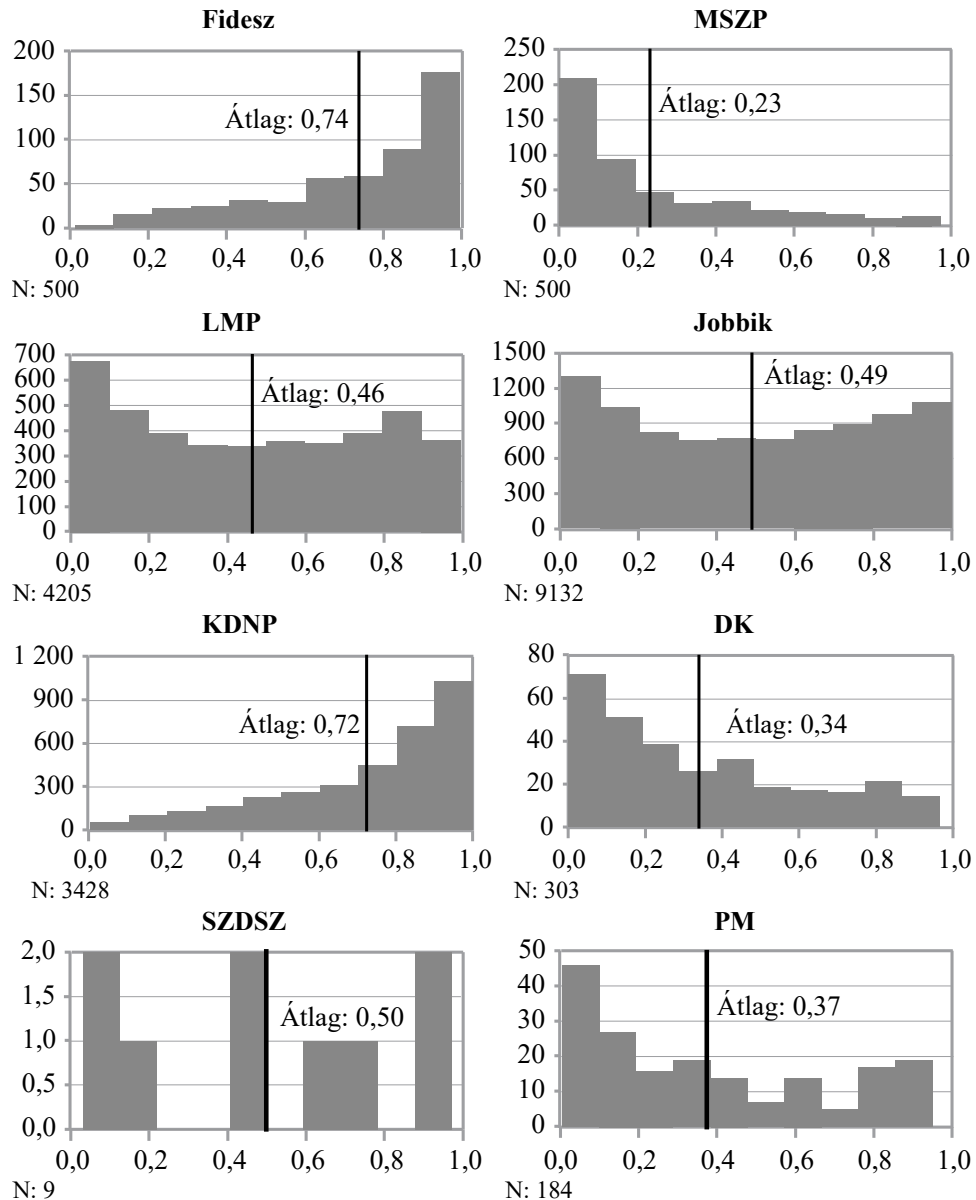 Fidesz
200
150
100
50
0
Átlag: 0,74
0,0 0,2 0,4 0,6 0,8 1,0
N: 500
MSZP
250
200
150
100
50
0
Átlag: 0,23
0,0 0,2 0,4 0,6 0,8 1,0
N: 500
LMP
700
600
500
400
300
200
100
0
Átlag: 0,46
0,0 0,2 0,4 0,6 0,8 1,0
N: 4205
Jobbik
1500
1200
900
600
300
0
Átlag: 0,49
0,0 0,2 0,4 0,6 0,8 1,0
N: 9132
KDNP
1 200
900
600
300
0
Átlag: 0,72
0,0 0,2 0,4 0,6 0,8 1,0
N: 3428
DK
80
60
40
20
0
Átlag: 0,34
0,0 0,2 0,4 0,6 0,8 1,0
N: 303
SZDSZ
2,0
1,5
1,0
0,5
0,0
Átlag: 0,50
0,0 0,2 0,4 0,6 0,8 1,0
N: 9
PM
50
40
30
20
10
0
Átlag: 0,37
0,0 0,2 0,4 0,6 0,8 1,0
N: 184